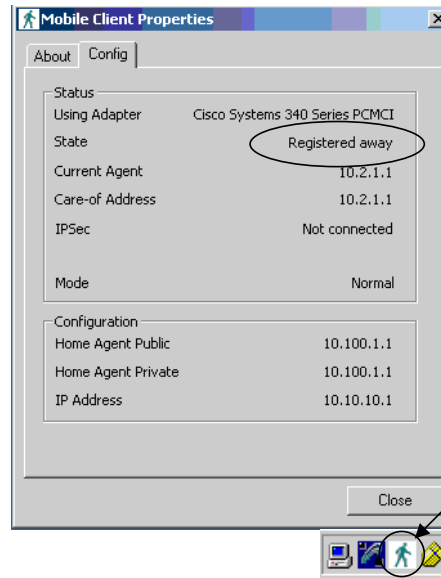 Mobile Client Properties
About Config
Status
Using Adapter Cisco Systems 340 Series PCMCI
State Registered away
Current Agent 10.2.1.1
Care-of Address 10.2.1.1
IPSec Not connected
Mode Normal
Configuration
Home Agent Public 10.100.1.1
Home Agent Private 10.100.1.1
IP Address 10.10.10.1
Close